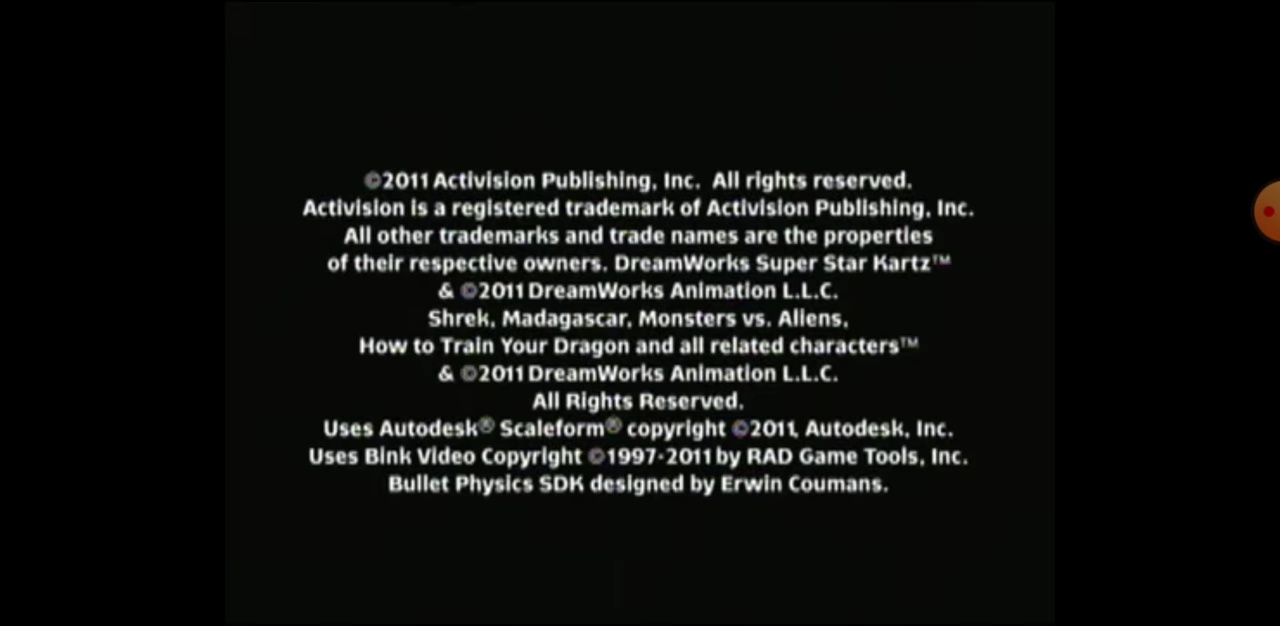 ©2011 Activision Publishing, Inc. All rights reserved.
Activision is a registered trademark of Activision Publishing, Inc.
All other trademarks and trade names are the properties
of their respective owners. DreamWorks Super Star Kartz™
& ©2011 DreamWorks Animation L.L.C.
Shrek, Madagascar, Monsters vs. Aliens,
How to Train Your Dragon and all related characters™
& ©2011 DreamWorks Animation L.L.C.
All Rights Reserved.
Uses Autodesk® Scaleform® copyright ©2011, Autodesk, Inc.
Uses Bink Video Copyright ©1997-2011 by RAD Game Tools, Inc.
Bullet Physics SDK designed by Erwin Coumans.